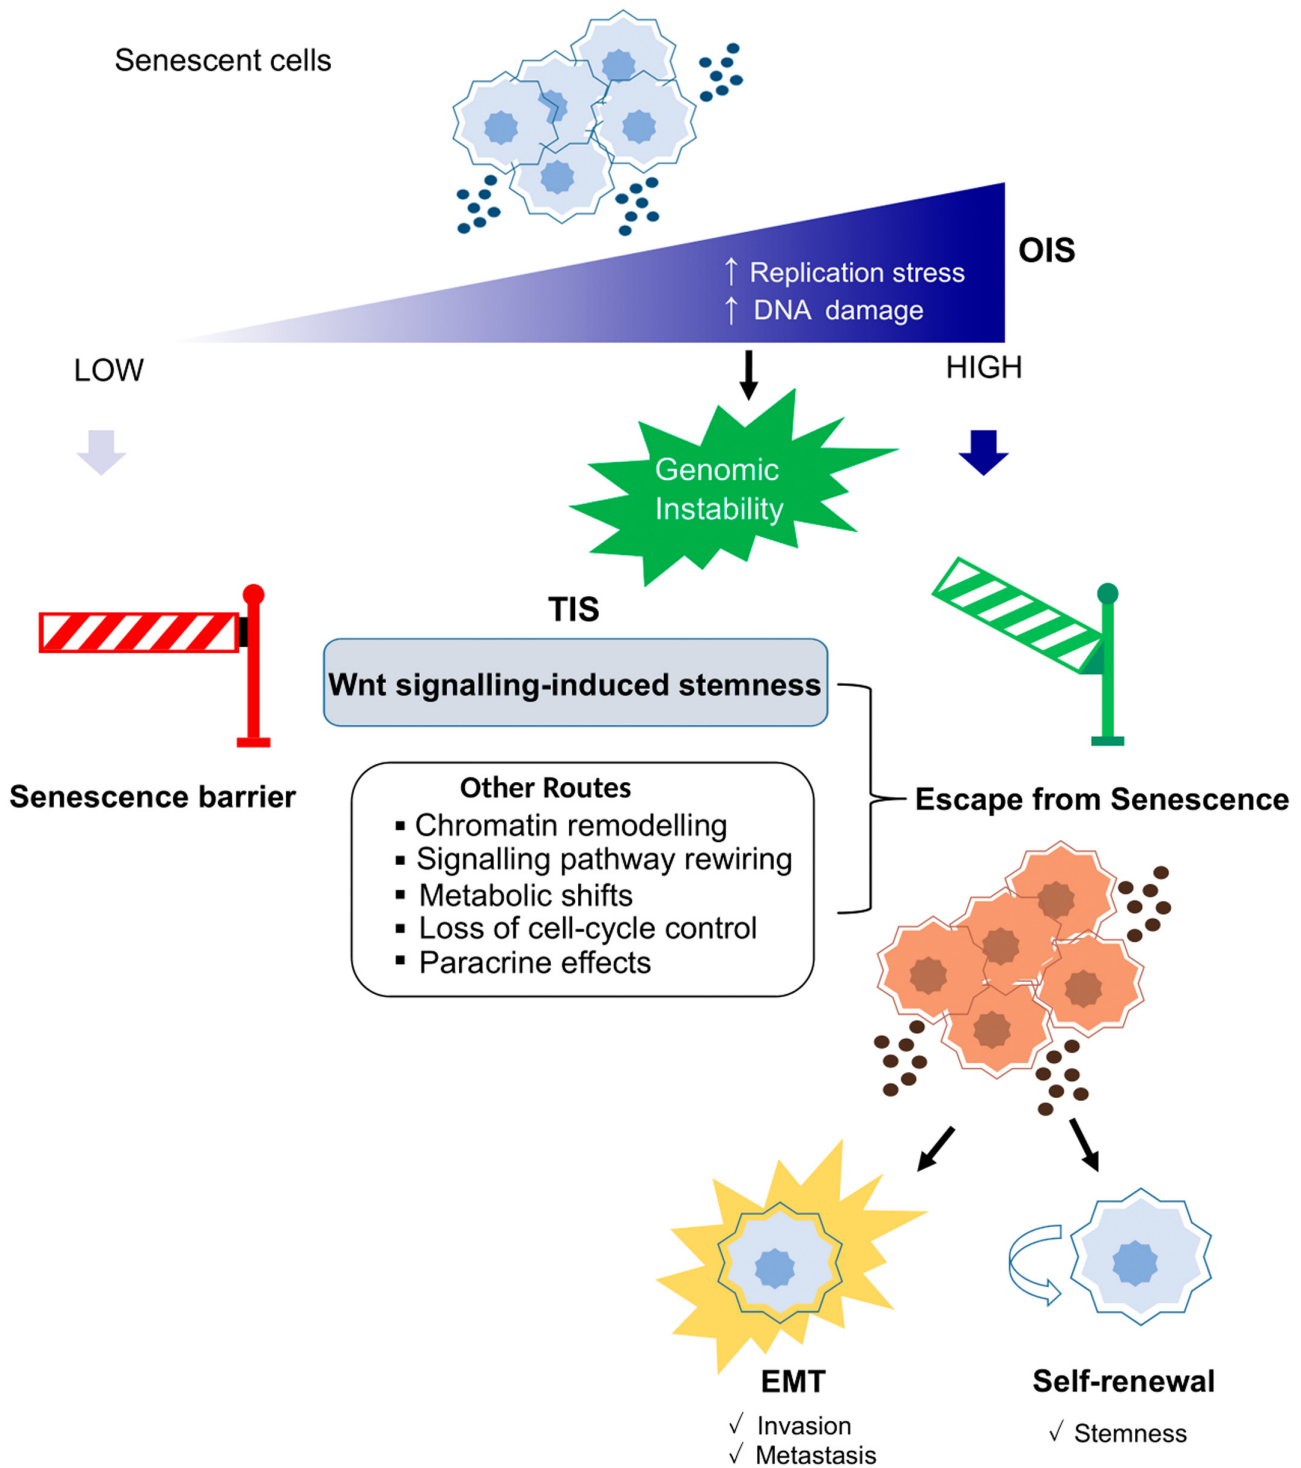 Senescent cells
OIS
↑ Replication stress
↑ DNA damage
LOW
HIGH
Genomic
Instability
TIS
Wnt signalling-induced stemness
Senescence barrier
Other Routes
▪ Chromatin remodelling
▪ Signalling pathway rewiring
▪ Metabolic shifts
▪ Loss of cell-cycle control
▪ Paracrine effects
Escape from Senescence
EMT
√ Invasion
√ Metastasis
Self-renewal
√ Stemness